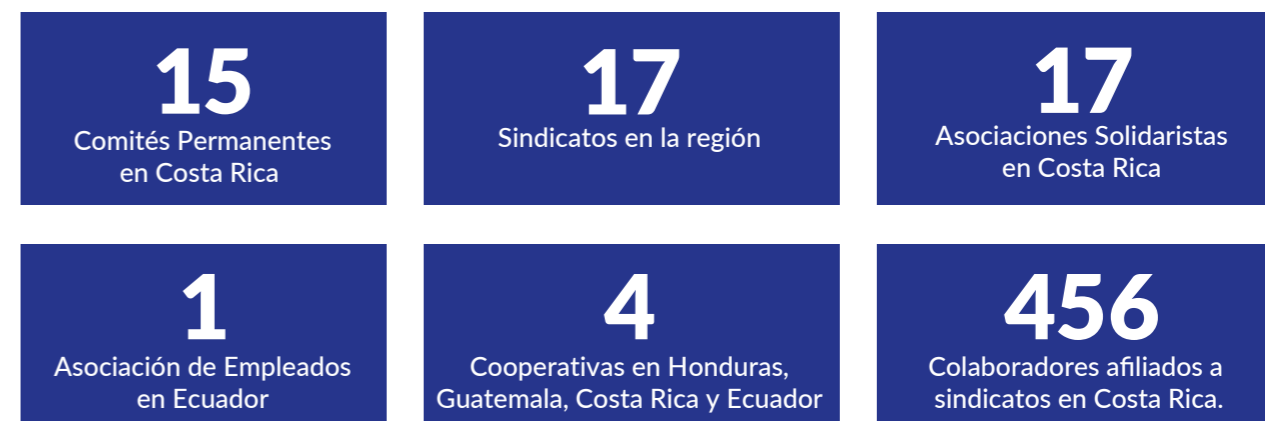 15
Comités Permanentes
en Costa Rica
17
Sindicatos en la región
17
Asociaciones Solidaristas
en Costa Rica
1
Asociación de Empleados
en Ecuador
4
Cooperativas en Honduras,
Guatemala, Costa Rica y Ecuador
456
Colaboradores afiliados a
sindicatos en Costa Rica.